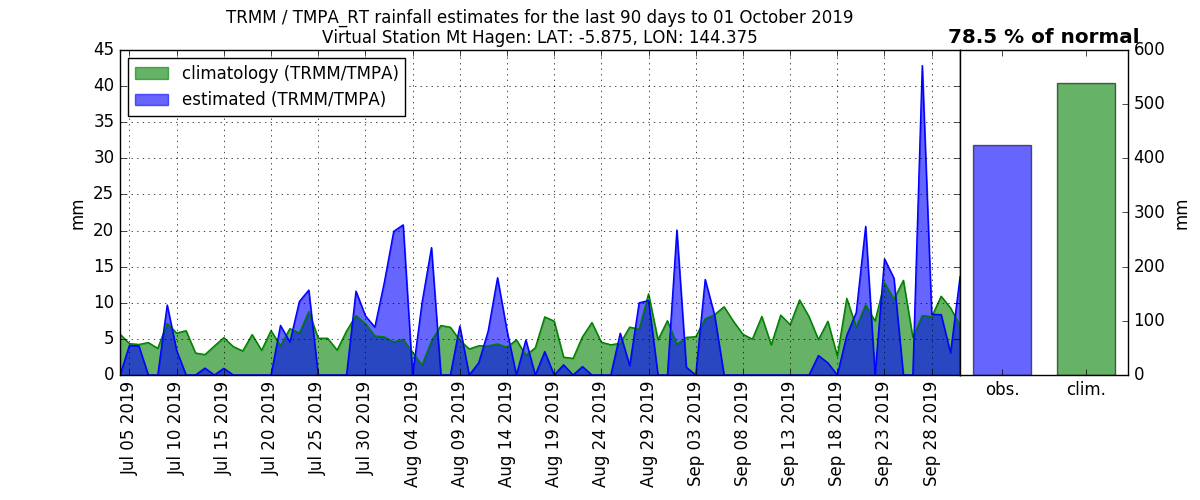 TRMM / TMPA_RT rainfall estimates for the last 90 days to 01 October 2019
Virtual Station Mt Hagen: LAT: -5.875, LON: 144.375
78.5 % of normal
climatology (TRMM/TMPA)
estimated (TRMM/TMPA)
mm
45
40
35
30
25
20
15
10
5
0
Jul 05 2019
Jul 10 2019
Jul 15 2019
Jul 20 2019
Jul 25 2019
Jul 30 2019
Aug 04 2019
Aug 09 2019
Aug 14 2019
Aug 19 2019
Aug 24 2019
Aug 29 2019
Sep 03 2019
Sep 08 2019
Sep 13 2019
Sep 18 2019
Sep 23 2019
Sep 28 2019
obs.
clim.
600
500
400
300
200
100
0
mm